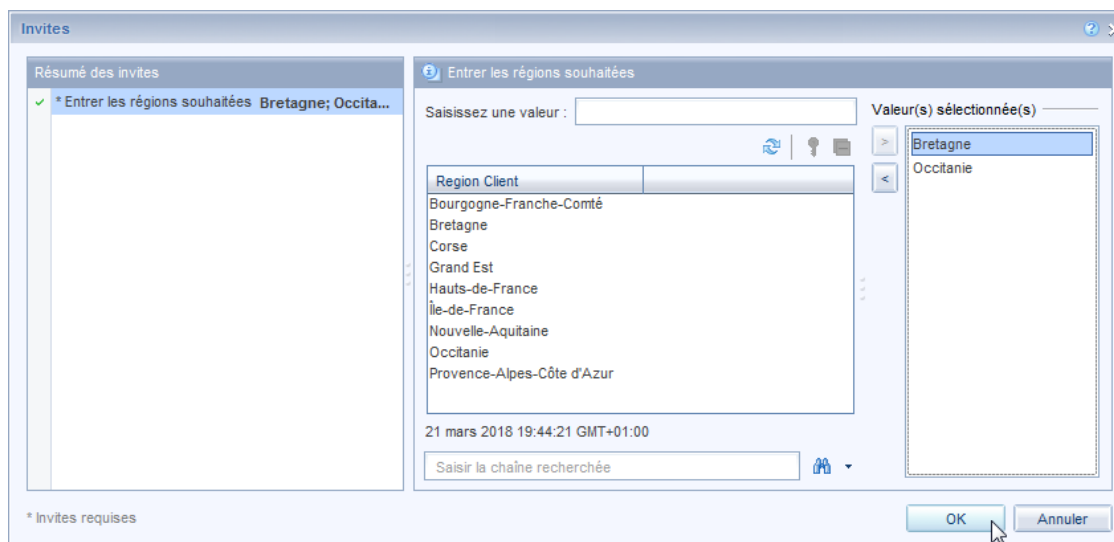 Invites
Résumé des invites
* Entrer les régions souhaitées Bretagne; Occita...
Entrer les régions souhaitées
Saisissez une valeur :
Region Client
Bourgogne-Franche-Comté
Bretagne
Corse
Grand Est
Hauts-de-France
Île-de-France
Nouvelle-Aquitaine
Occitanie
Provence-Alpes-Côte d'Azur
21 mars 2018 19:44:21 GMT+01:00
Saisir la chaîne recherchée
Valeur(s) sélectionnée(s)
>
<
Bretagne
Occitanie
* Invites requises
OK
Annuler